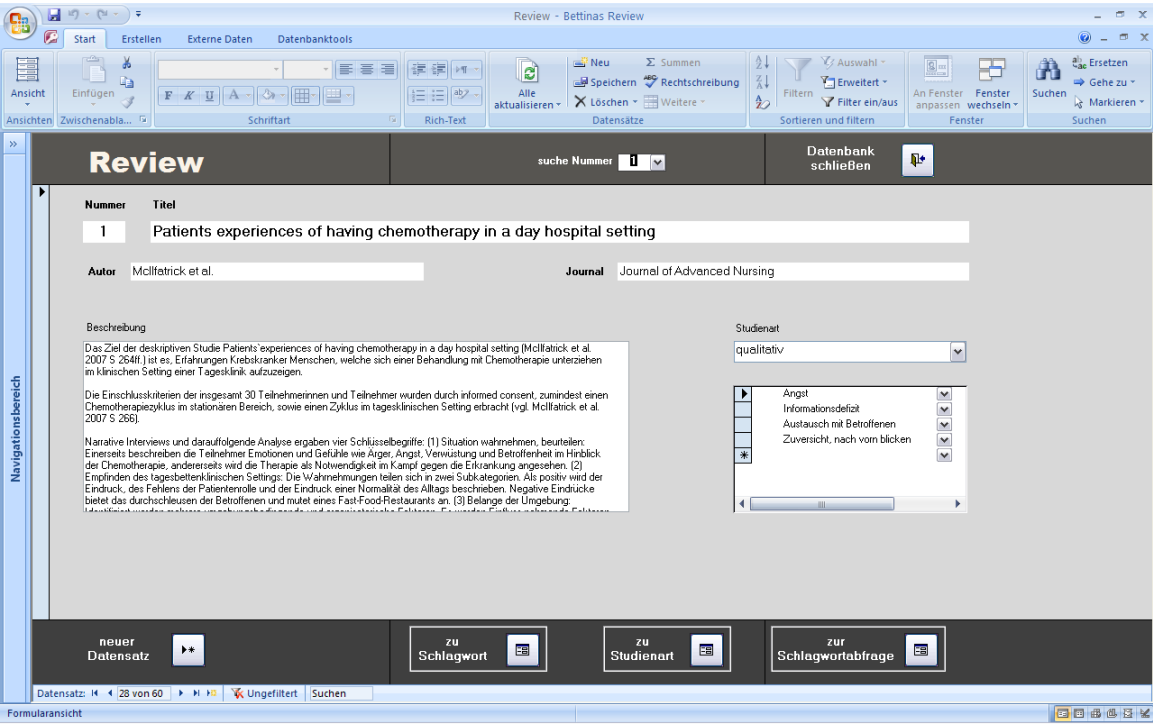 Review - Bettinas Review
Start Erstellen Externe Daten Datenbanktools
Ansicht
Ansichten
Einfügen
Zwischenabla...
F K U
Schriftart
Rich-Text
Alle
aktualisieren
Neu
Speichern
Löschen
Σ Summen
Rechtschreibung
Weitere
Datensätze
Filtern
Auswahl
Erweitert
Filter ein/aus
Sortieren und filtern
An Fenster
anpassen
Fenster
wechseln
Fenster
Suchen
Ersetzen
Gehe zu
Markieren
Suchen
Navigationsbereich
Review
suche Nummer 1
Datenbank
schließen
Nummer Titel
1 Patients experiences of having chemotherapy in a day hospital setting
Autor McIlfatrick et al.
Journal Journal of Advanced Nursing
Beschreibung
Das Ziel der deskriptiven Studie Patients`experiences of having chemotherapy in a day hospital setting (McIlfatrick et al.
2007 S 264ff.) ist es, Erfahrungen Krebskranker Menschen, welche sich einer Behandlung mit Chemotherapie unterziehen
im klinischen Setting einer Tagesklinik aufzuzeigen.
Die Einschlusskriterien der insgesamt 30 Teilnehmerinnen und Teilnehmer wurden durch informed consent, zumindest einen
Chemotherapiezyklus im stationären Bereich, sowie einen Zyklus im tagesklinischen Setting erbracht (vgl. McIlfatrick et al.
2007 S 266).
Narrative Interviews und darauffolgende Analyse ergaben vier Schlüsselbegriffe: (1) Situation wahrnehmen, beurteilen:
Einerseits beschreiben die Teilnehmer Emotionen und Gefühle wie Ärger, Angst, Verwüstung und Betroffenheit im Hinblick
der Chemotherapie, andererseits wird die Therapie als Notwendigkeit im Kampf gegen die Erkrankung angesehen. (2)
Empfinden des tagesbettenklinischen Settings: Die Wahrnehmungen teilen sich in zwei Subkategorien. Als positiv wird der
Eindruck, des Fehlens der Patientenrolle und der Eindruck einer Normalität des Alltags beschrieben. Negative Eindrücke
bietet das durchschleusen der Betroffenen und mutet eines Fast-Food-Restaurants an. (3) Belange der Umgebung:
Studienart
qualitativ
Angst
Informationsdefizit
Austausch mit Betroffenen
Zuversicht, nach vorn blicken
neuer
Datensatz
zu
Schlagwort
zu
Studienart
zur
Schlagwortabfrage
Datensatz: 28 von 60 Ungefiltert Suchen
Formularansicht